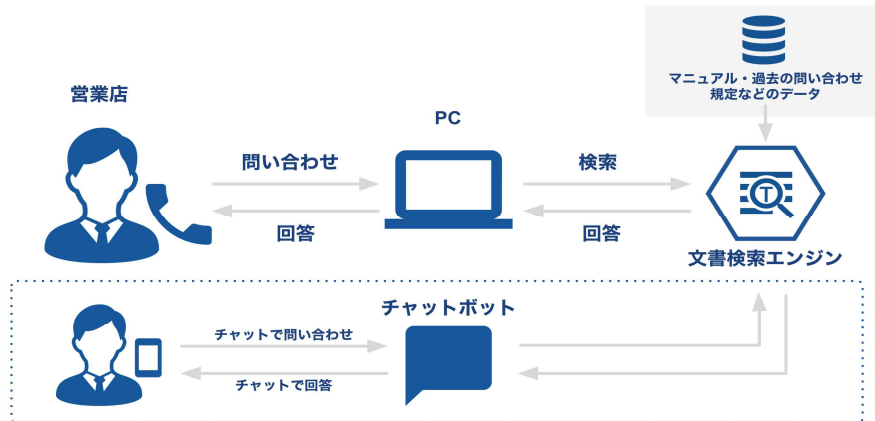 マニュアル・過去の問い合わせ
規定などのデータ
営業店
PC
問い合わせ
検索
回答
回答
T
文書検索エンジン
チャットボット
チャットで問い合わせ
チャットで回答